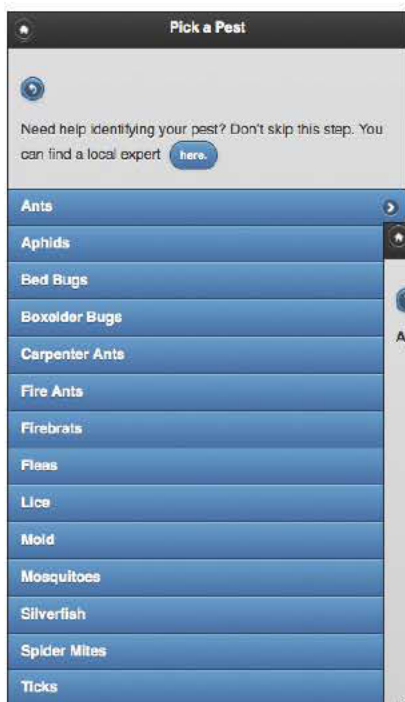 Pick a Pest
Need help identifying your pest? Don't skip this step. You
can find a local expert here.
Ants
Aphids
Bed Bugs
Boxelder Bugs
Carpenter Ants
Fire Ants
Firebrats
Fleas
Lice
Mold
Mosquitoes
Silverfish
Spider Mites
Ticks
A